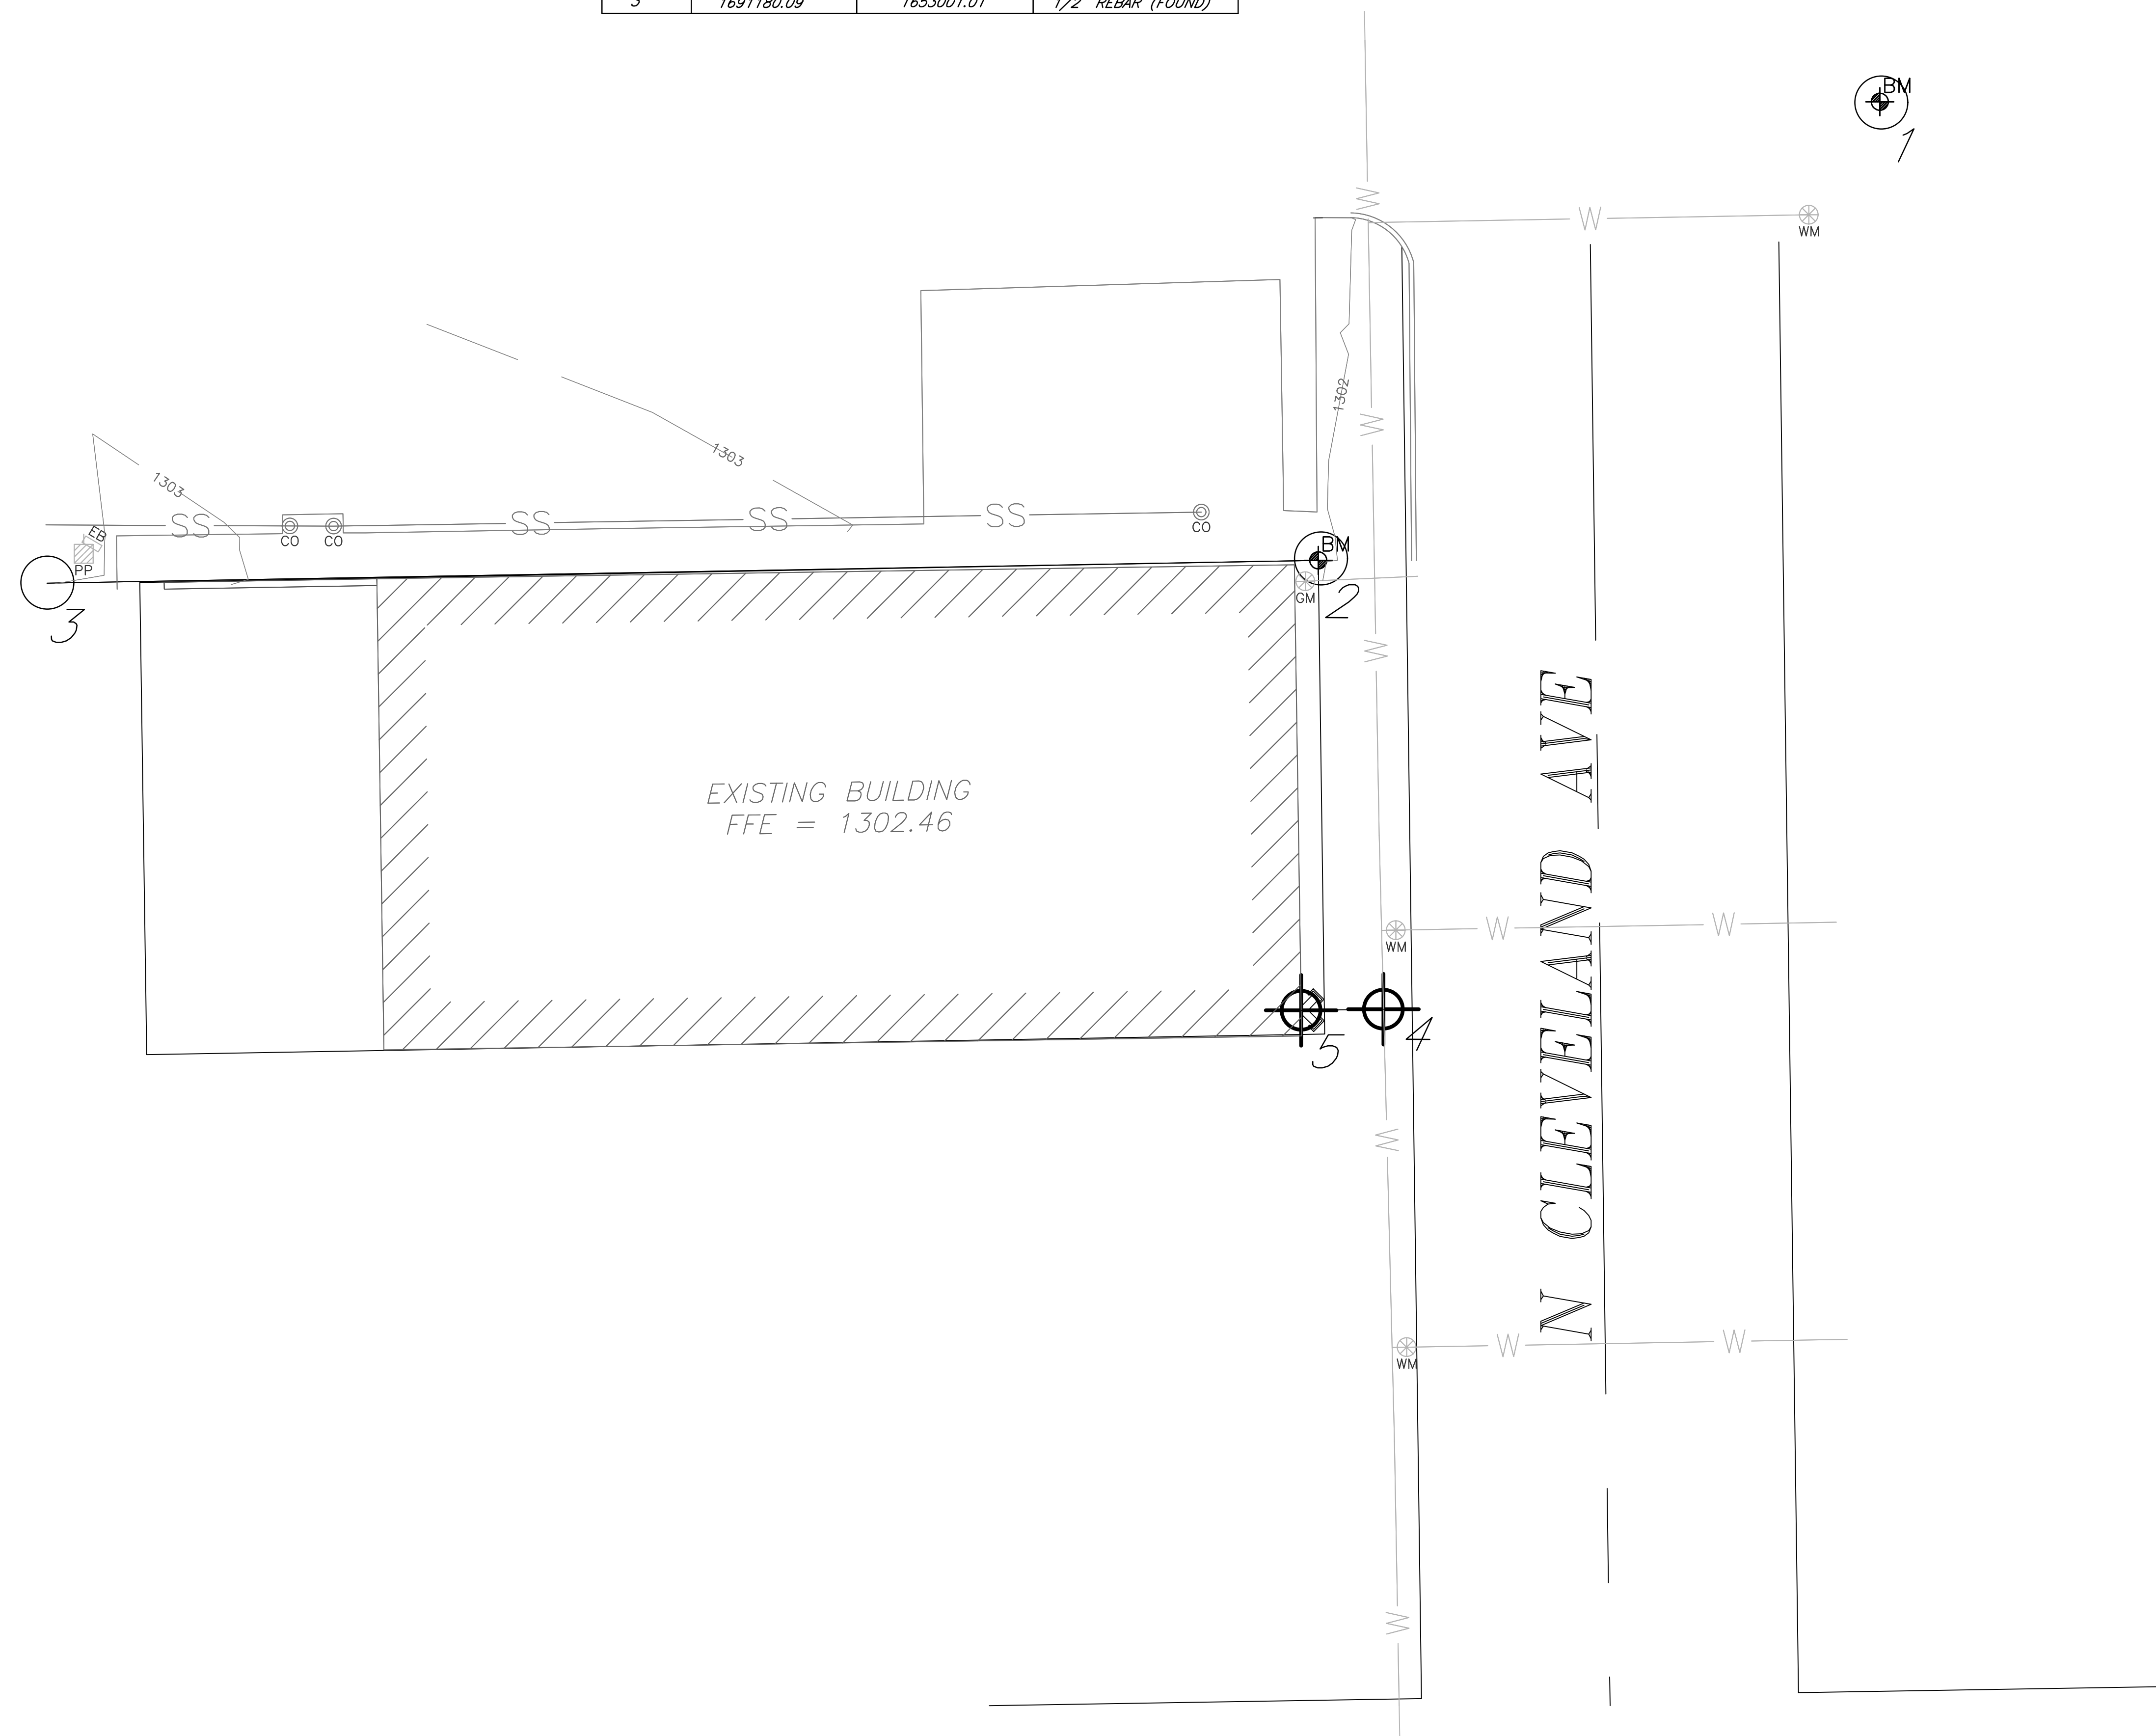 1691180.09 1653001.01 1/2" REBAR (FOUND)
BM
1
W
W
WM
1302
W
1303
1303
SS
SS
SS
SS
CO
CO
CO
EB
PP
BM
3
GM
2
W
EXISTING BUILDING
FFE = 1302.46
N CLEVELAND AVE
W
W
WM
5
4
W
W
W
WM
W